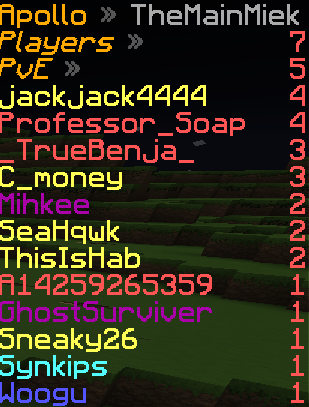 Apollo » TheMainMiek
Players » 7
PvE » 5
jackjack4444 4
Professor_Soap 4
_TrueBenja_ 3
C_money 3
Mihkee 2
SeaHqwk 2
ThisIsHab 2
A14259265359 1
GhostSurviver 1
Sneaky26 1
Synkips 1
Woogu 1